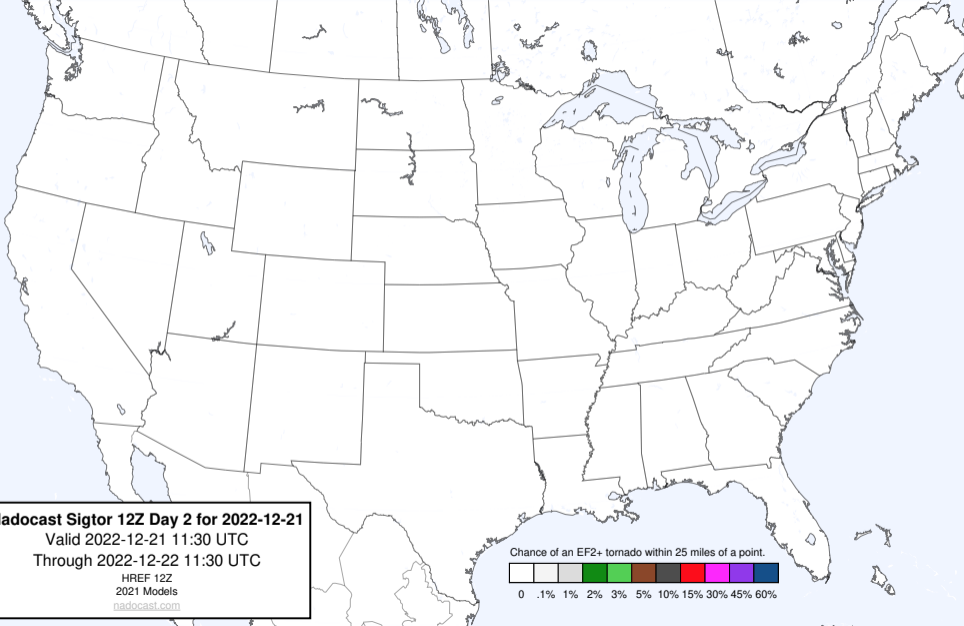 adocast Sigtor 12Z Day 2 for 2022-12-21
Valid 2022-12-21 11:30 UTC
Through 2022-12-22 11:30 UTC
HREF 12Z
2021 Models
nadocast.com
Chance of an EF2+ tornado within 25 miles of a point.
0 .1% 1% 2% 3% 5% 10% 15% 30% 45% 60%